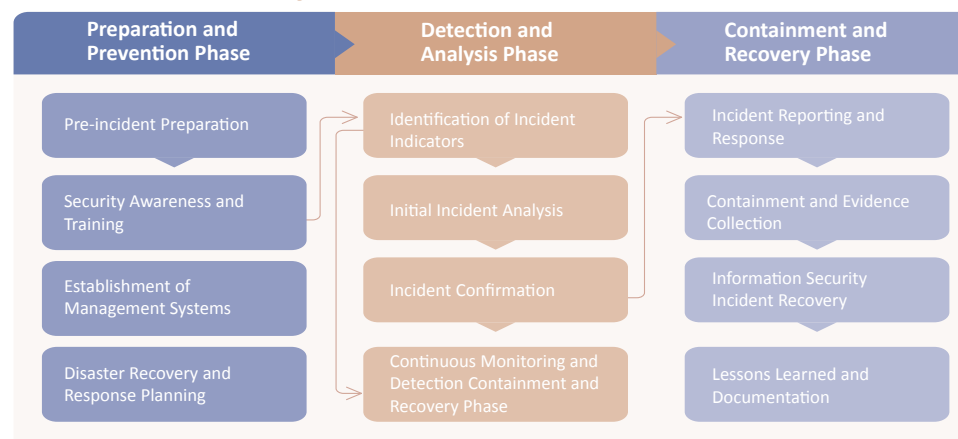 Preparation and
Prevention Phase
Detection and
Analysis Phase
Containment and
Recovery Phase
Pre-incident Preparation
Security Awareness and
Training
Establishment of
Management Systems
Disaster Recovery and
Response Planning
Identification of Incident
Indicators
Initial Incident Analysis
Incident Confirmation
Continuous Monitoring and
Detection Containment and
Recovery Phase
Incident Reporting and
Response
Containment and Evidence
Collection
Information Security
Incident Recovery
Lessons Learned and
Documentation